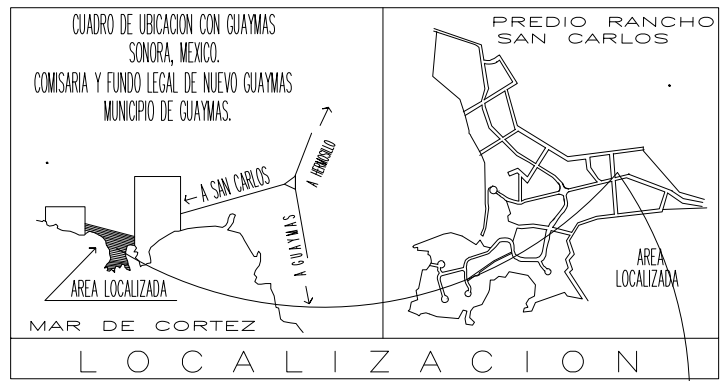 CUADRO DE UBICACION CON GUAYMAS
SONORA, MEXICO.
COMISARIA Y FUNDO LEGAL DE NUEVO GUAYMAS
MUNICIPIO DE GUAYMAS.
A HERMOSILLO
A SAN CARLOS
A GUAYMAS
AREA LOCALIZADA
MAR DE CORTEZ
PREDIO RANCHO
SAN CARLOS
AREA
LOCALIZADA
LOCALIZACION